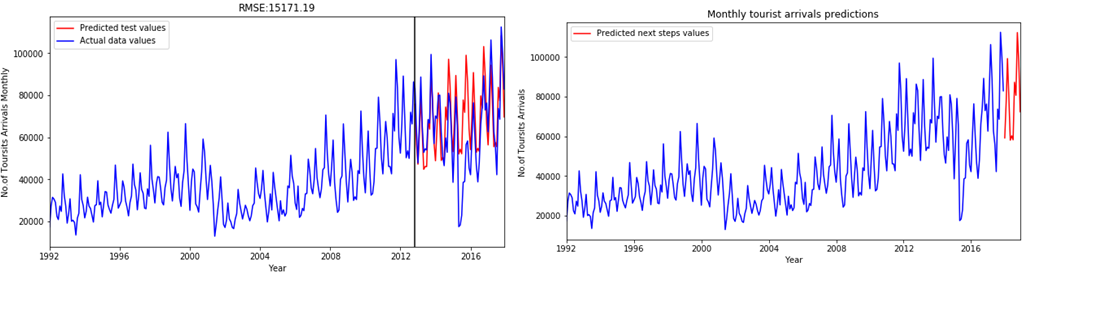 RMSE:15171.19
Predicted test values
Actual data values
100000
80000
60000
40000
20000
No.of Toursits Arrivals Monthly
1992
1996
2000
2004
2008
2012
2016
Year
Monthly tourist arrivals predictions
Predicted next steps values
100000
80000
60000
40000
20000
No.of Toursits Arrivals
1992
1996
2000
2004
2008
2012
2016
Year